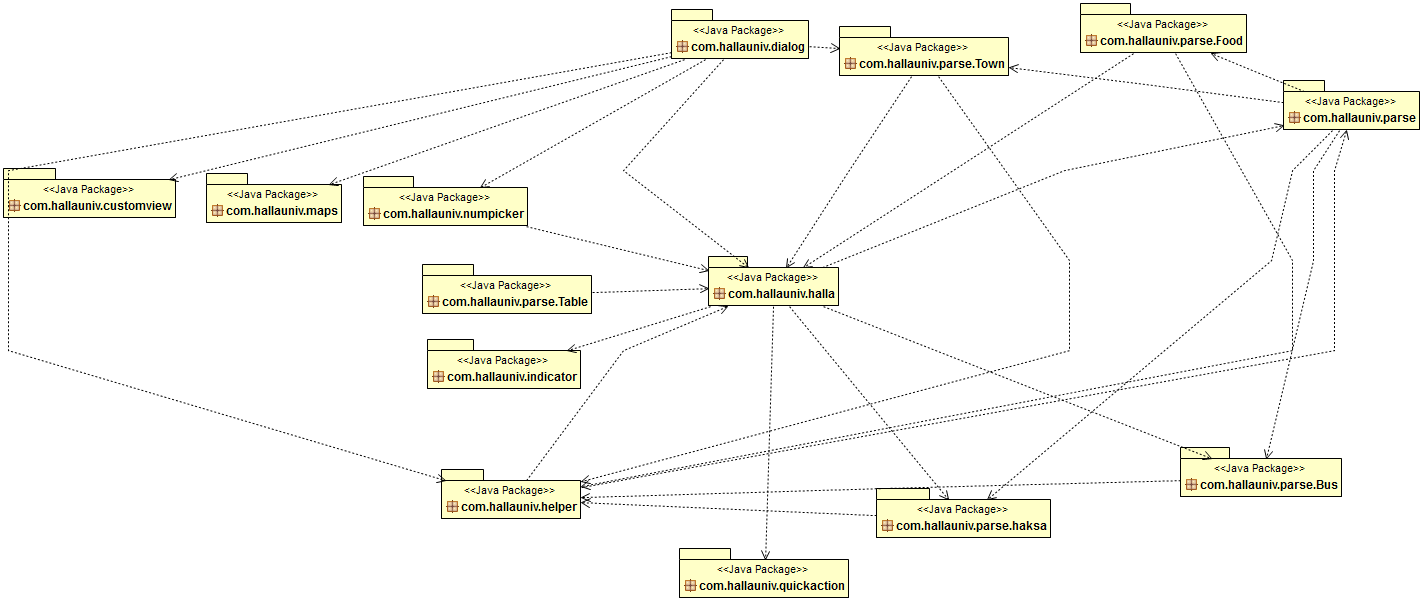 <<Java Package>>
com.hallauniv.dialog
<<Java Package>>
com.hallauniv.parse.Town
<<Java Package>>
com.hallauniv.parse.Food
<<Java Package>>
com.hallauniv.parse
<<Java Package>>
com.hallauniv.customview
<<Java Package>>
com.hallauniv.maps
<<Java Package>>
com.hallauniv.numpicker
<<Java Package>>
com.hallauniv.parse.Table
<<Java Package>>
com.hallauniv.halla
<<Java Package>>
com.hallauniv.indicator
<<Java Package>>
com.hallauniv.helper
<<Java Package>>
com.hallauniv.parse.haksa
<<Java Package>>
com.hallauniv.parse.Bus
<<Java Package>>
com.hallauniv.quickaction